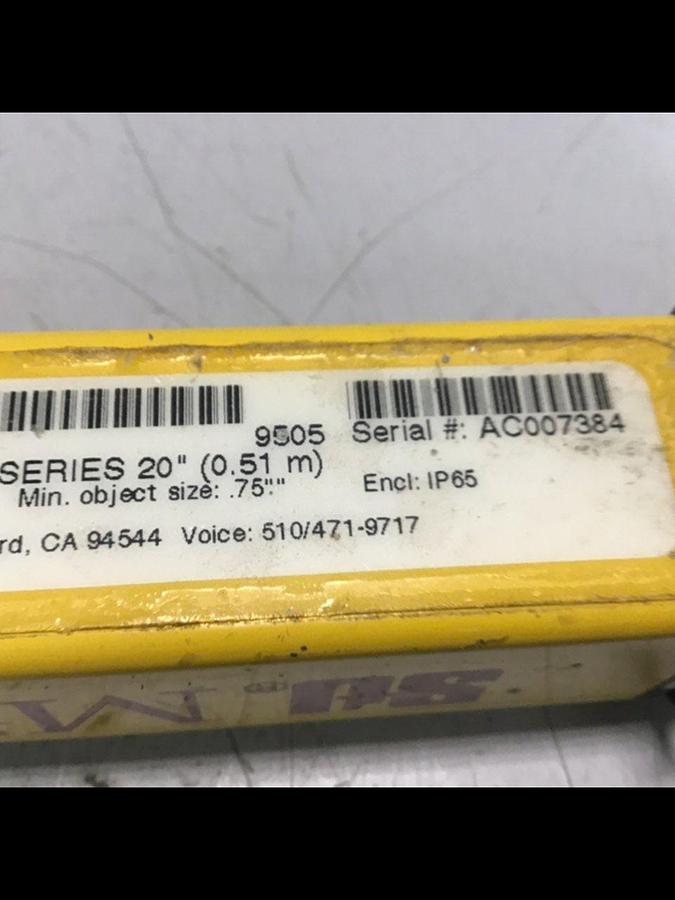 9505 Serial #: AC007384
SERIES 20" (0.51 m)
Min. object size: .75"" Encl: IP65
rd, CA 94544 Voice: 510/471-9717